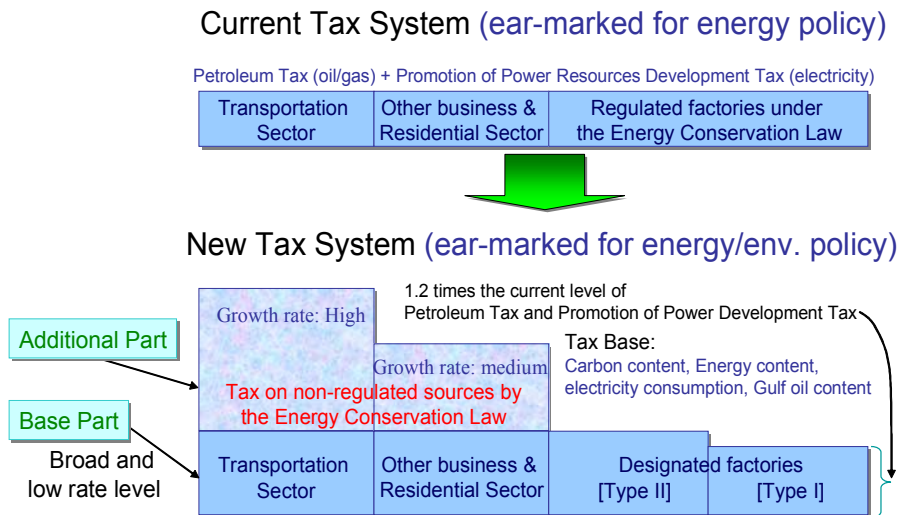 Current Tax System (ear-marked for energy policy)
Petroleum Tax (oil/gas) + Promotion of Power Resources Development Tax (electricity)
Transportation
Sector
Other business &
Residential Sector
Regulated factories under
the Energy Conservation Law
New Tax System (ear-marked for energy/env. policy)
1.2 times the current level of
Petroleum Tax and Promotion of Power Development Tax
Growth rate: High
Tax Base:
Carbon content, Energy content,
electricity consumption, Gulf oil content
Additional Part
Growth rate: medium
Tax on non-regulated sources by
the Energy Conservation Law
Base Part
Broad and
low rate level
Transportation
Sector
Other business &
Residential Sector
Designated factories
[Type II]
[Type I]